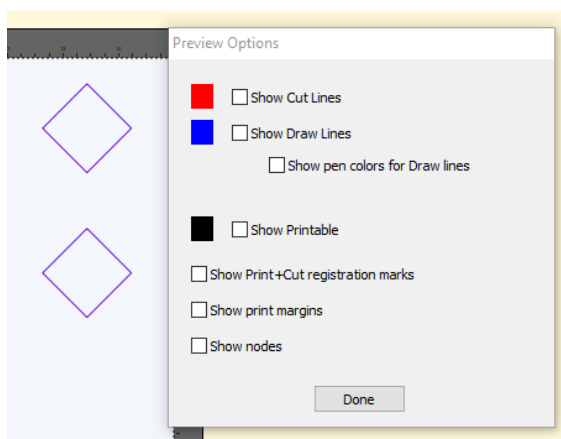 Preview Options
Show Cut Lines
Show Draw Lines
Show pen colors for Draw lines
Show Printable
Show Print+Cut registration marks
Show print margins
Show nodes
Done